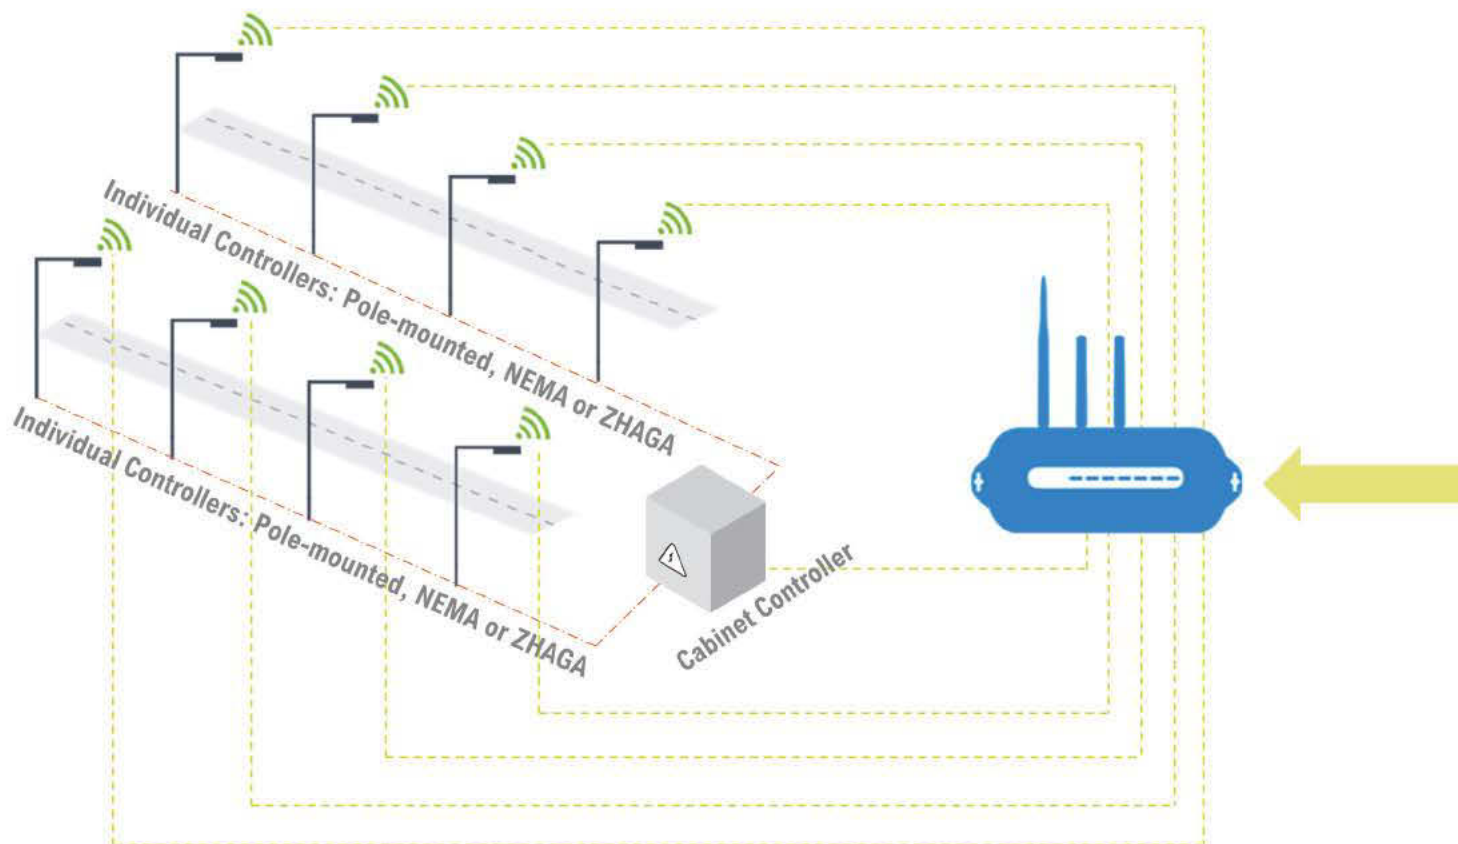 Individual Controllers: Pole-mounted, NEMA or ZHAGA
Individual Controllers: Pole-mounted, NEMA or ZHAGA
Cabinet Controller